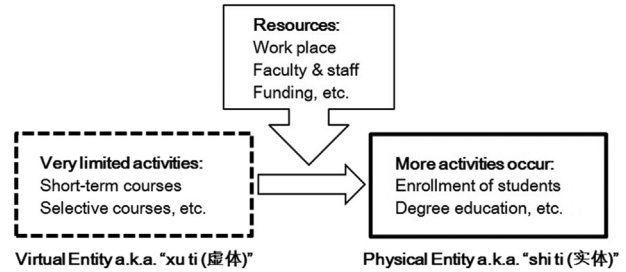 Resources:
Work place
Faculty & staff
Funding, etc.
Very limited activities:
Short-term courses
Selective courses, etc.
More activities occur:
Enrollment of students
Degree education, etc.
Virtual Entity a.k.a. “xu ti (虚体)”
Physical Entity a.k.a. “shi ti (实体)”